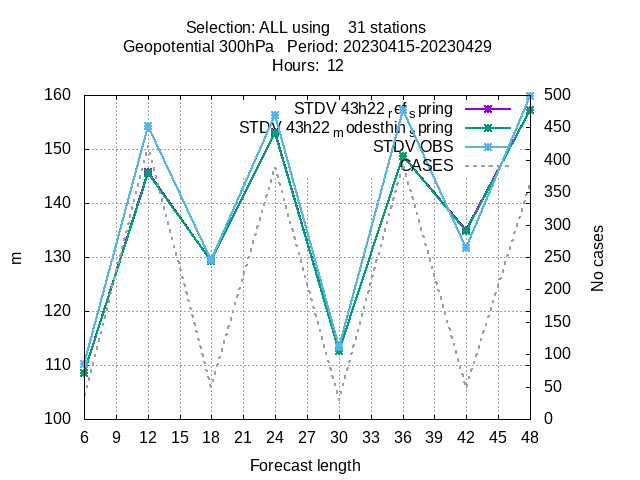 Selection: ALL using    31 stations
Geopotential 300hPa   Period: 20230415-20230429
Hours:  12
STDV 43h22_ref_spring
STDV 43h22_modesthin_spring
STDV OBS
CASES
160
150
140
130
120
110
100
m
500
450
400
350
300
250
200
150
100
50
0
No cases
6 9 12 15 18 21 24 27 30 33 36 39 42 45 48
Forecast length